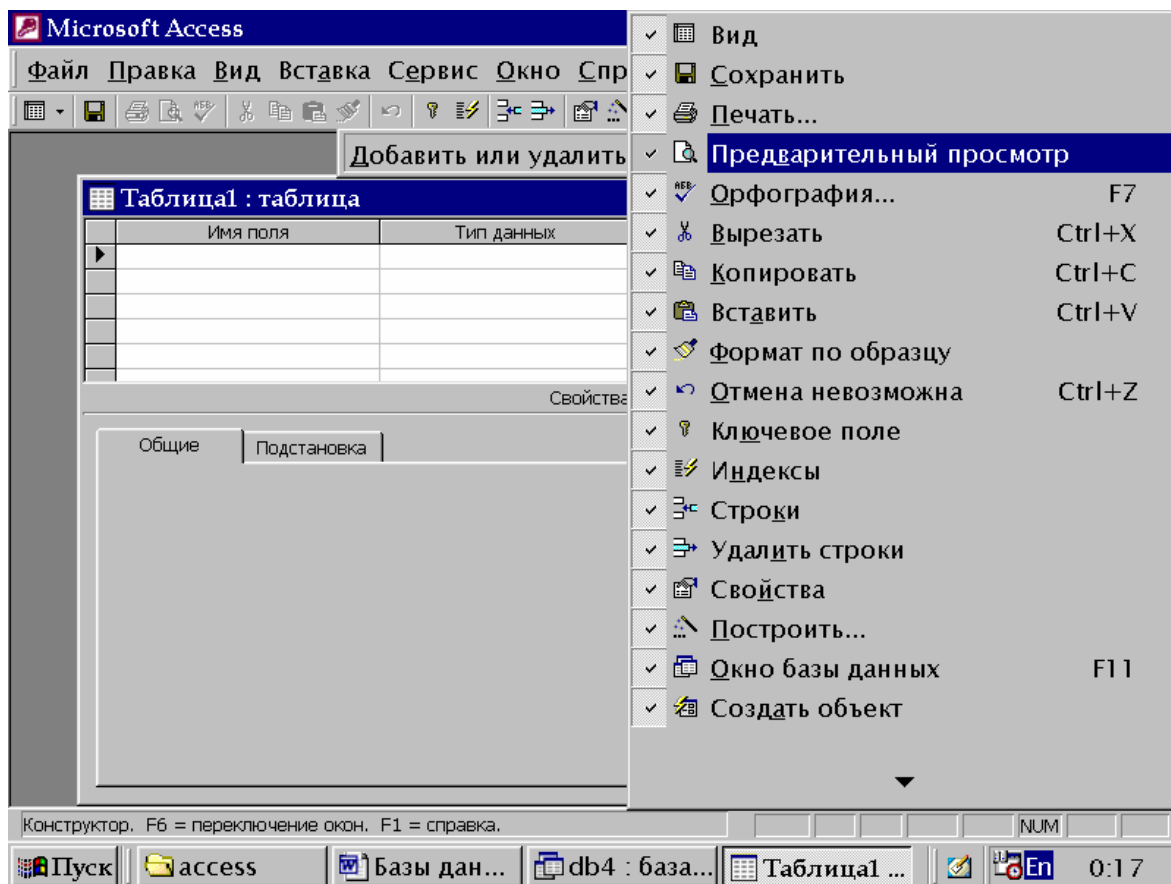 Microsoft Access
Файл Правка Вид Вставка Сервис Окно Спр
Добавить или удалить
Таблица1 : таблица
Имя поля Тип данных
Свойства
Общие Подстановка
Вид
Сохранить
Печать...
Предварительный просмотр
Орфография... F7
Вырезать Ctrl+X
Копировать Ctrl+C
Вставить Ctrl+V
Формат по образцу
Отмена невозможна Ctrl+Z
Ключевое поле
Индексы
Строки
Удалить строки
Свойства
Построить...
Окно базы данных F11
Создать объект
Конструктор. F6 = переключение окон. F1 = справка. NUM
Пуск access Базы дан... db4 : база... Таблица1 ... En 0:17